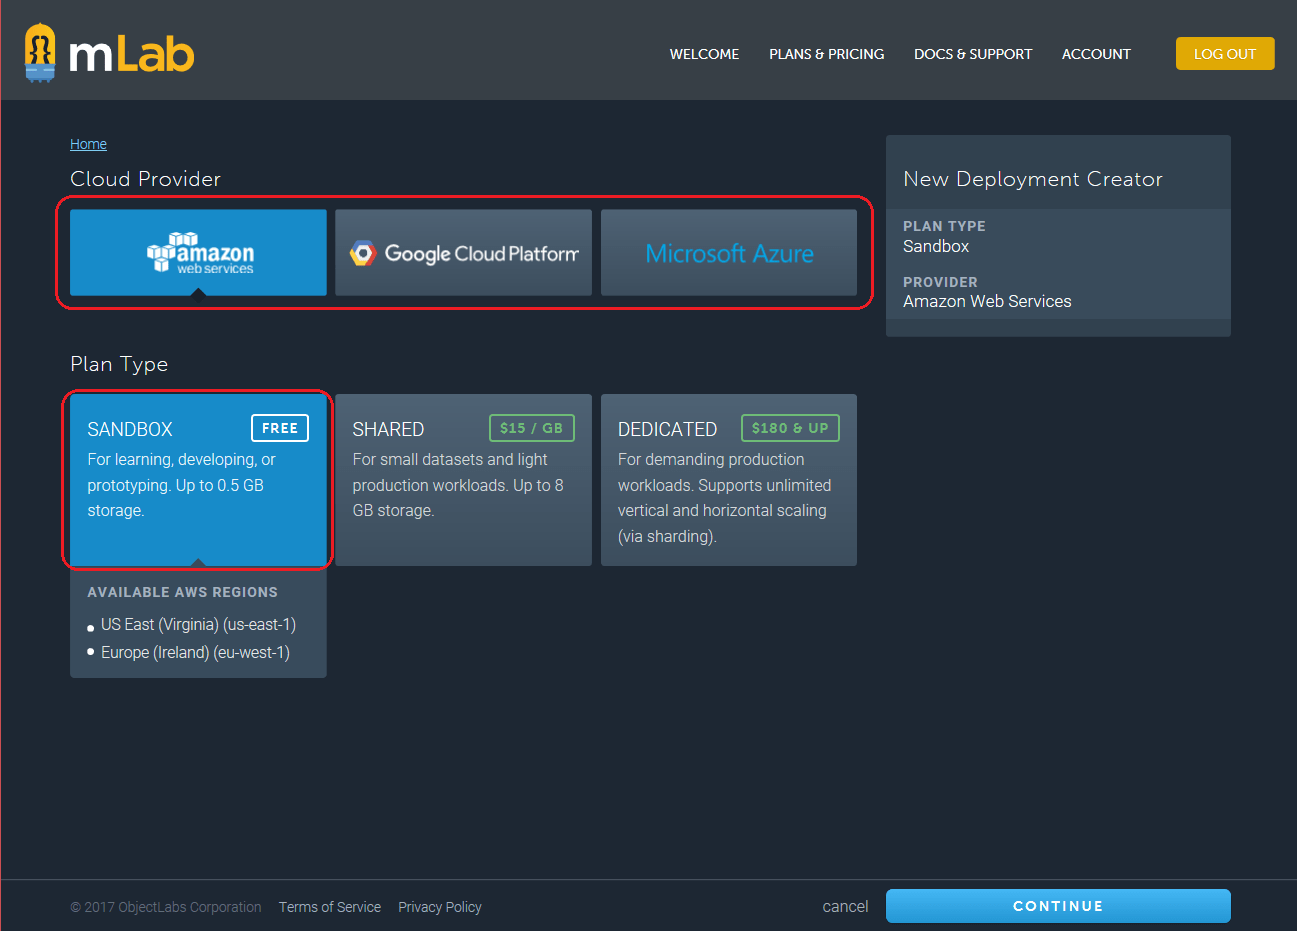 mLab
WELCOME
PLANS & PRICING
DOCS & SUPPORT
ACCOUNT
LOG OUT
Home
Cloud Provider
amazon
web services
Google Cloud Platform
Microsoft Azure
Plan Type
SANDBOX
FREE
For learning, developing, or
prototyping. Up to 0.5 GB
storage.
SHARED
$15 / GB
For small datasets and light
production workloads. Up to 8
GB storage.
DEDICATED
$180 & UP
For demanding production
workloads. Supports unlimited
vertical and horizontal scaling
(via sharding).
AVAILABLE AWS REGIONS
US East (Virginia) (us-east-1)
Europe (Ireland) (eu-west-1)
New Deployment Creator
PLAN TYPE
Sandbox
PROVIDER
Amazon Web Services
© 2017 ObjectLabs Corporation
Terms of Service
Privacy Policy
cancel
CONTINUE